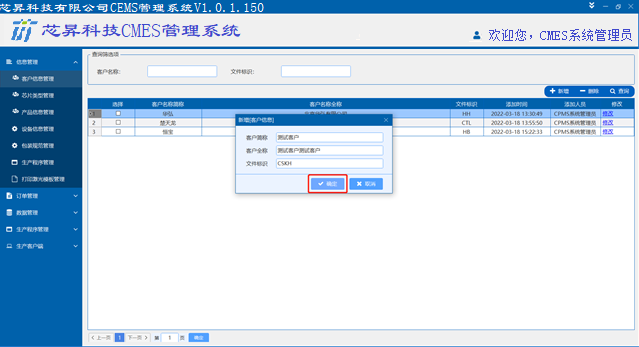 芯昇科技有限公司CEMS管理系统V1.0.1.150
芯昇科技CMES管理系统
欢迎您，CMES系统管理员
信息管理
客户信息管理
芯片类型管理
产品信息管理
设备信息管理
包装规范管理
生产程序管理
打印激光模板管理
订单管理
数据管理
生产程序管理
生产客户端
查询筛选项
客户名称:
文件标识:
新增 删除 查询
选择 客户名称简称 客户名称全称 文件标识 添加时间 添加人员 修改
1 华弘 HH 2022-03-18 13:30:49 CPMS系统管理员 修改
2 楚天龙 CTL 2022-03-18 13:55:50 CPMS系统管理员 修改
3 恒宝 HB 2022-03-18 15:22:33 CPMS系统管理员 修改
新增[客户信息]
客户简称 测试客户
客户全称 测试客户测试客户
文件标识 CSKH
确定 取消
上一页 1 下一页 第 1 页 确定